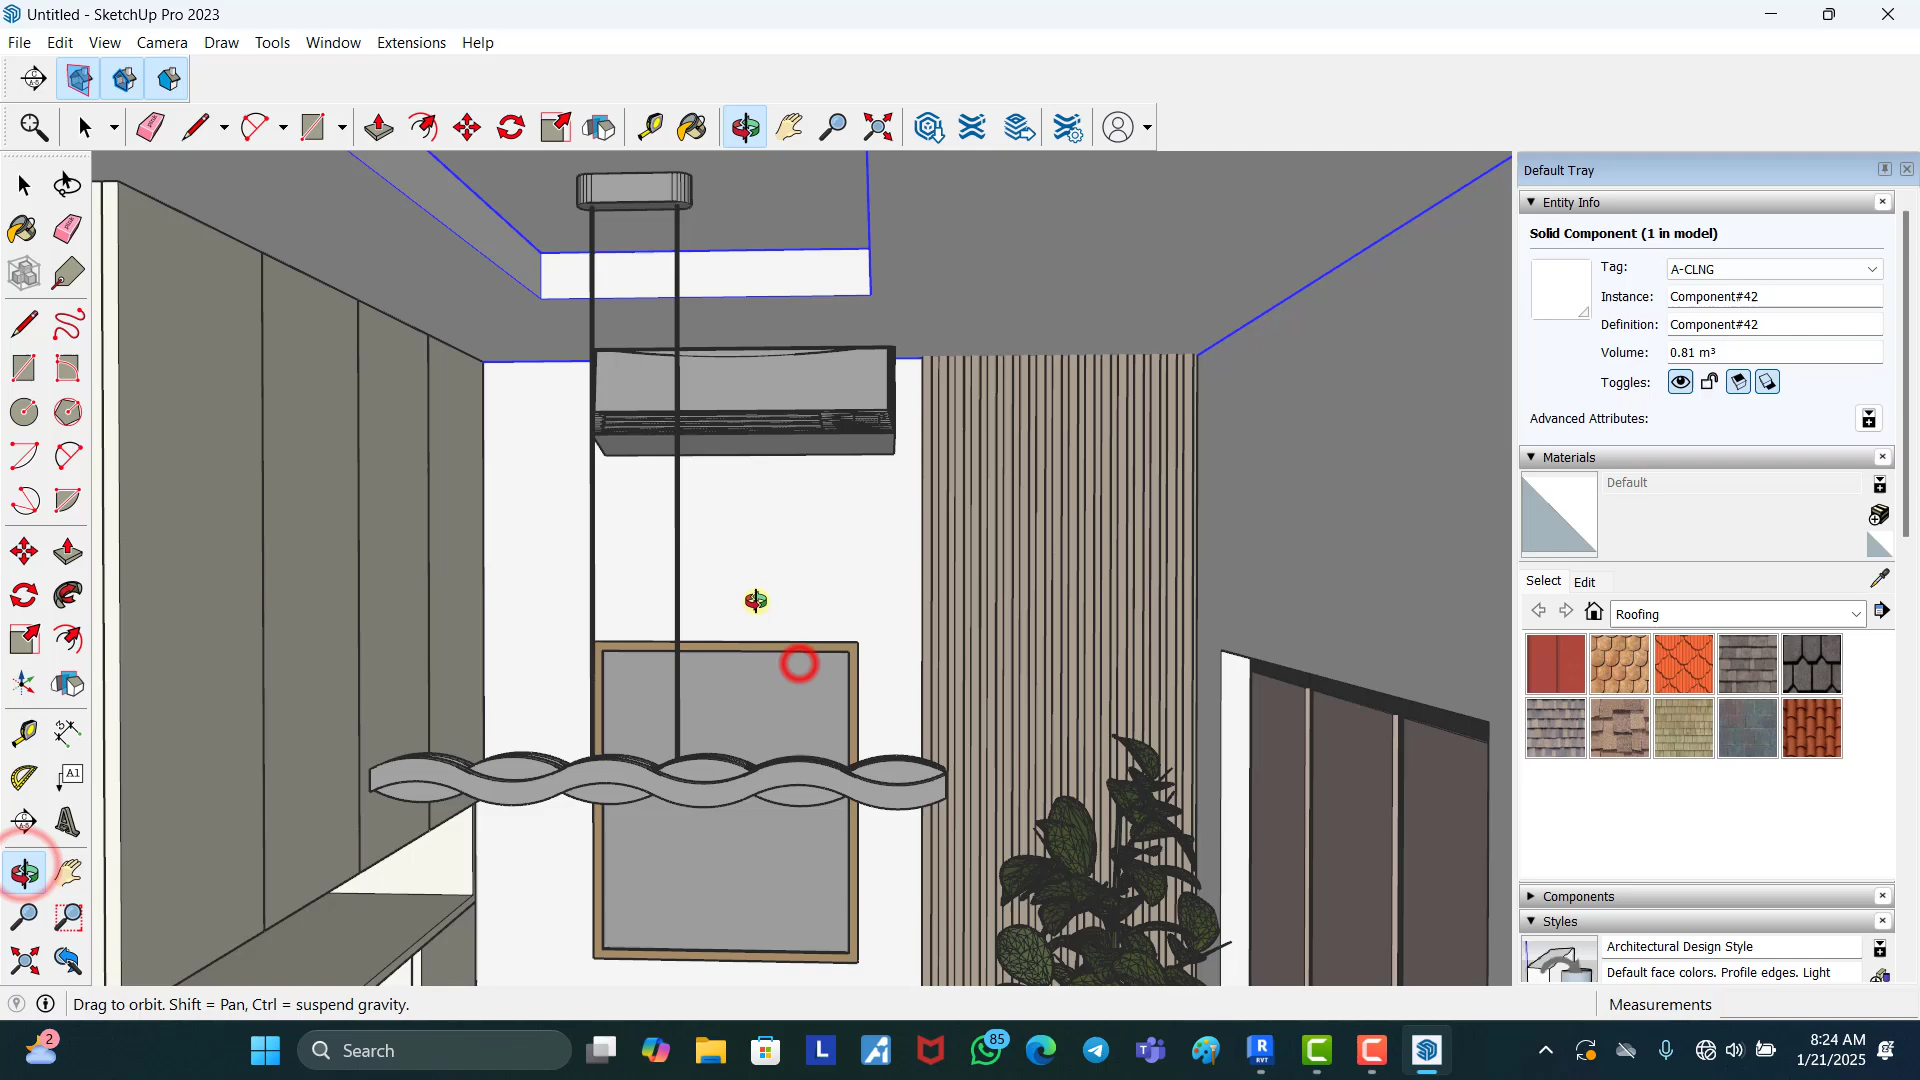 Untitled - SketchUp Pro 2023
File Edit View Camera Draw Tools Window Extensions Help
Default Tray
Entity Info
Solid Component (1 in model)
Tag: A-CLNG
Instance: Component#42
Definition: Component#42
Volume: 0.81 m³
Toggles:
Advanced Attributes:
Materials
Default
Select Edit
Roofing
Components
Styles
Architectural Design Style
Default face colors. Profile edges. Light
Drag to orbit. Shift = Pan, Ctrl = suspend gravity.
Measurements
2
Search
85
8:24 AM
1/21/2025